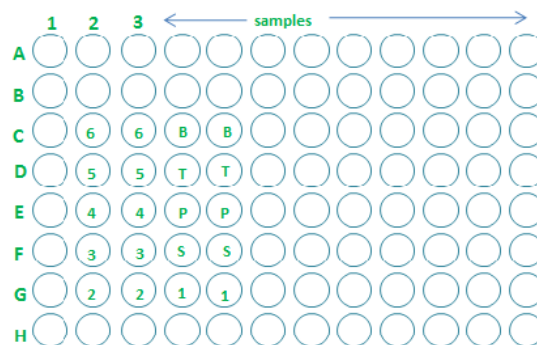 1 2 3 samples
A
B
C 6 6 B B
D 5 5 T T
E 4 4 P P
F 3 3 S S
G 2 2 1 1
H